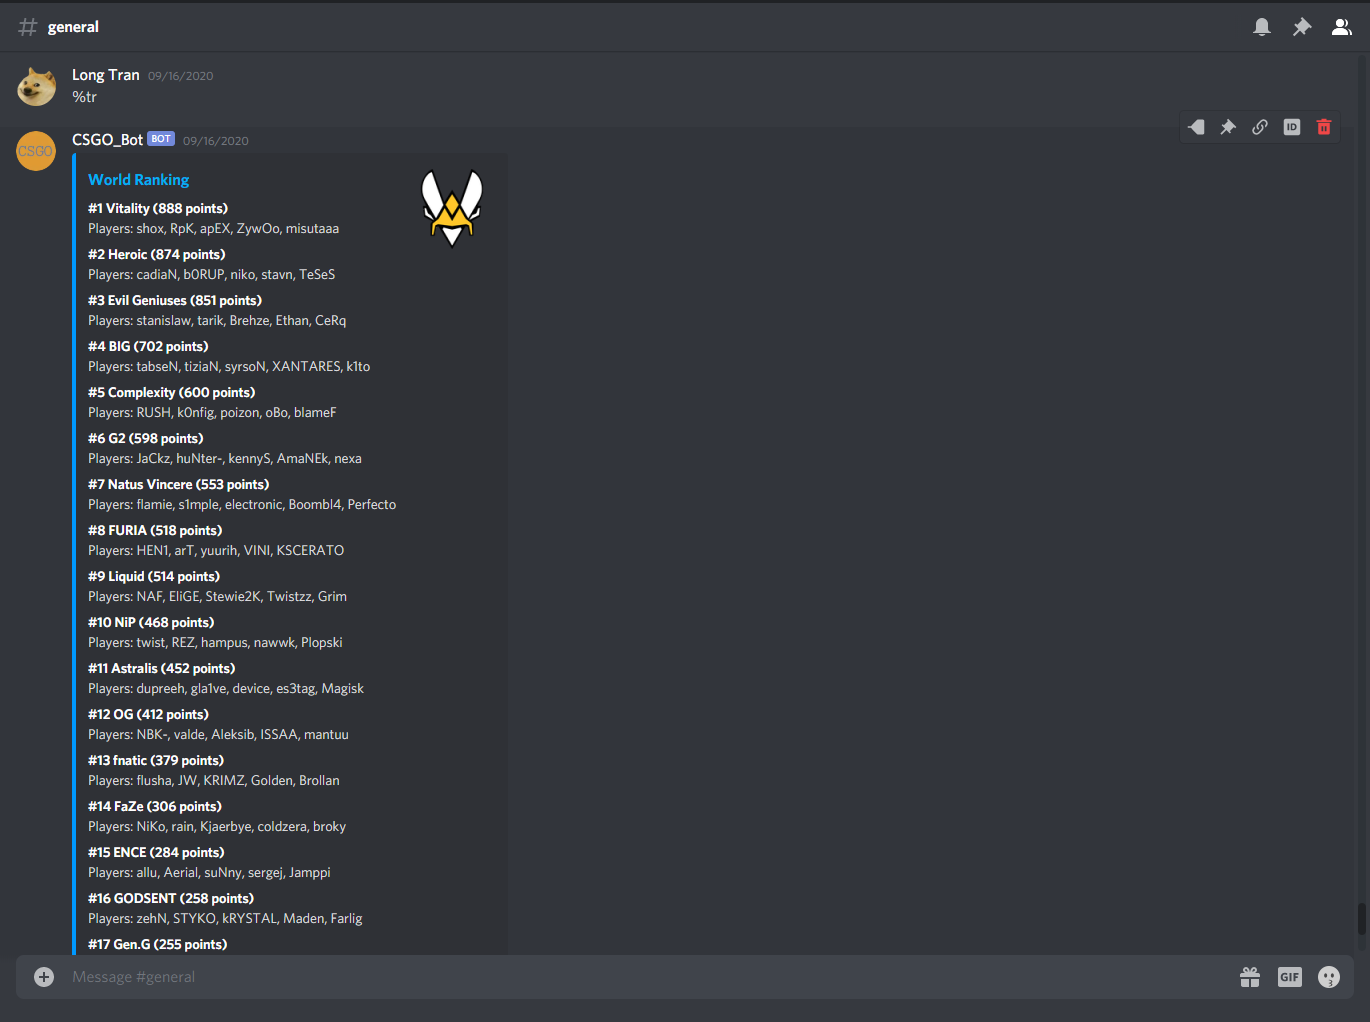 general
Long Tran 09/16/2020
%tr
CSGO
CSGO_Bot BOT 09/16/2020
ID
World Ranking
#1 Vitality (888 points)
Players: shox, RpK, apEX, ZywOo, misutaaa
#2 Heroic (874 points)
Players: cadiaN, b0RUP, niko, stavn, TeSeS
#3 Evil Geniuses (851 points)
Players: stanislaw, tarik, Brehze, Ethan, CeRq
#4 BIG (702 points)
Players: tabseN, tiziaN, syrsoN, XANTARES, k1to
#5 Complexity (600 points)
Players: RUSH, k0nfig, poizon, oBo, blameF
#6 G2 (598 points)
Players: JaCkz, huNter-, kennyS, AmaNEk, nexa
#7 Natus Vincere (553 points)
Players: flamie, s1mple, electronic, Boombl4, Perfecto
#8 FURIA (518 points)
Players: HEN1, arT, yuurih, VINI, KSCERATO
#9 Liquid (514 points)
Players: NAF, EliGE, Stewie2K, Twistzz, Grim
#10 NiP (468 points)
Players: twist, REZ, hampus, nawwk, Plopski
#11 Astralis (452 points)
Players: dupreeh, gla1ve, device, es3tag, Magisk
#12 OG (412 points)
Players: NBK-, valde, Aleksib, ISSAA, mantuu
#13 fnatic (379 points)
Players: flusha, JW, KRIMZ, Golden, Brollan
#14 FaZe (306 points)
Players: NiKo, rain, Kjaerbye, coldzera, broky
#15 ENCE (284 points)
Players: allu, Aerial, suNny, sergej, Jamppi
#16 GODSENT (258 points)
Players: zehN, STYKO, kRYSTAL, Maden, Farlig
#17 Gen.G (255 points)
Message #general
GIF